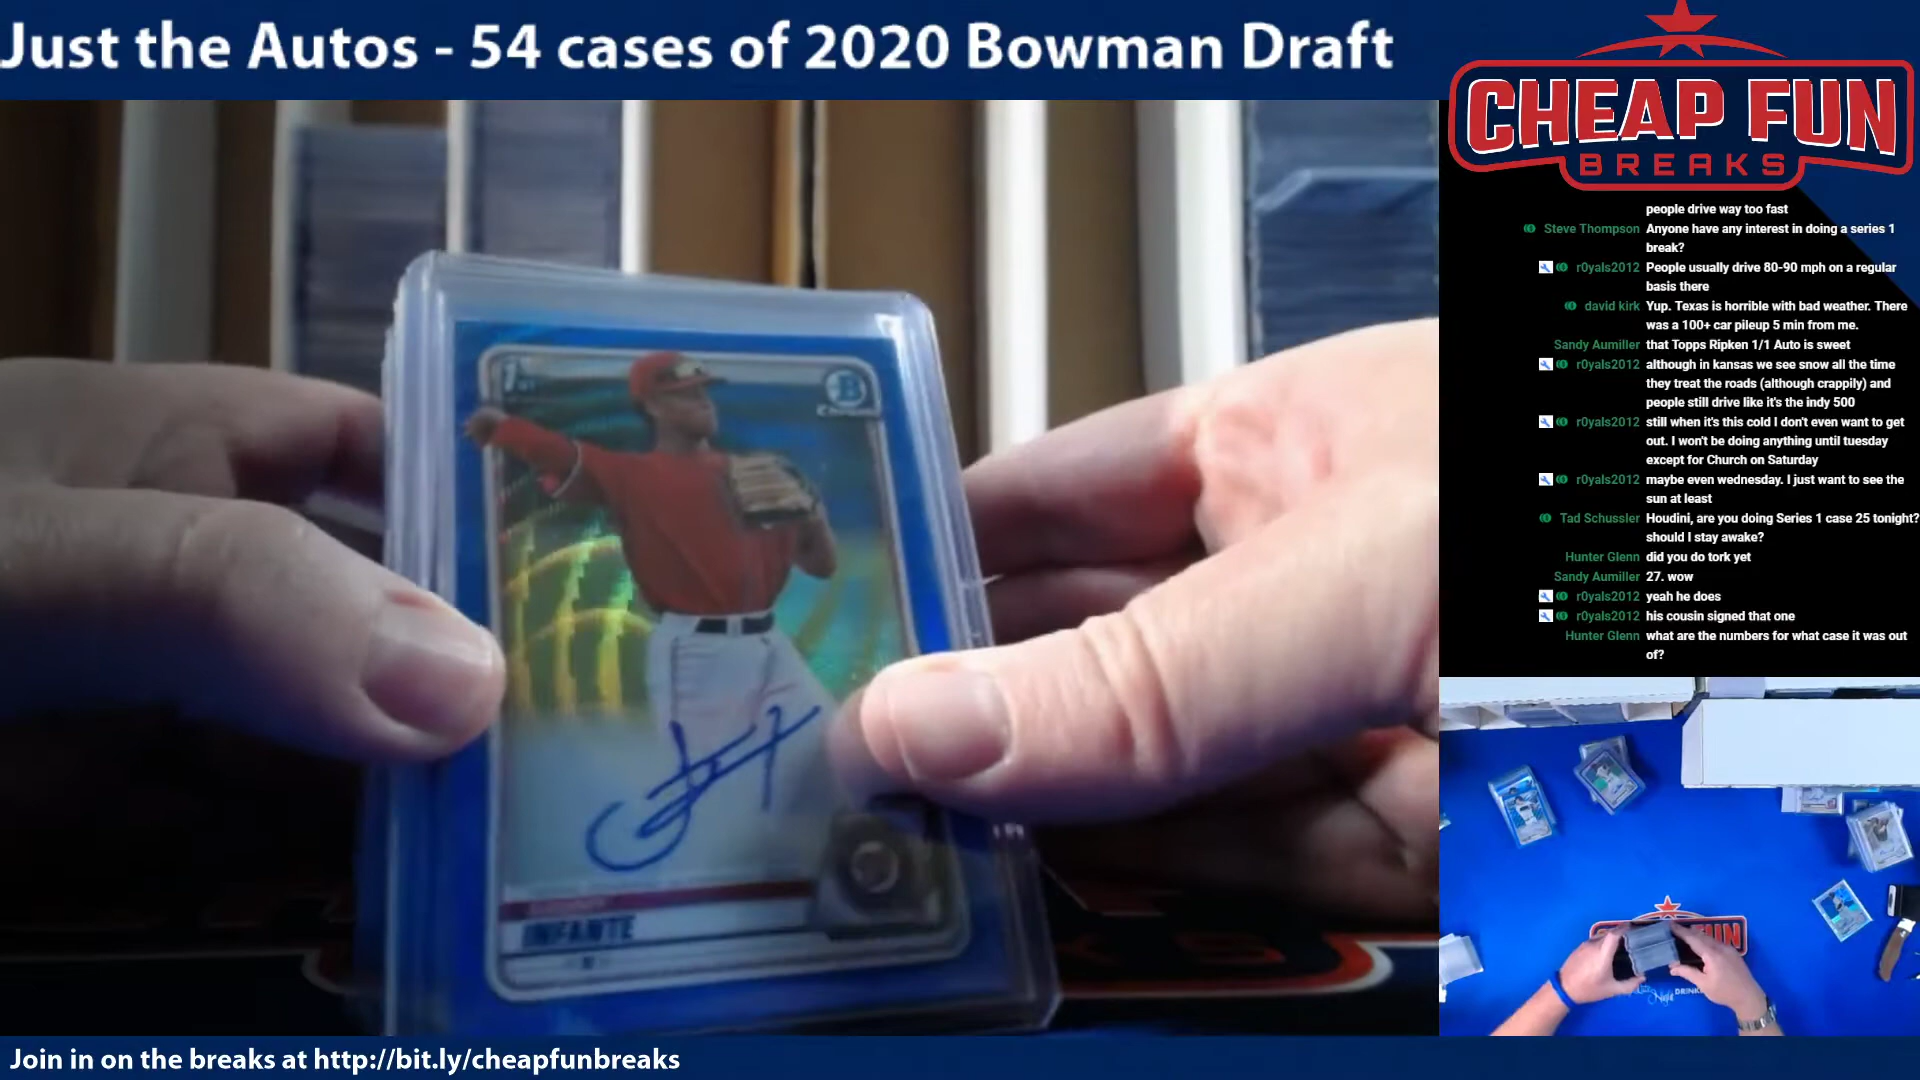 Just the Autos - 54 cases of 2020 Bowman Draft
CHEAP FUN
BREAKS
people drive way too fast
Steve Thompson Anyone have any interest in doing a series 1
break?
r0yals2012 People usually drive 80-90 mph on a regular
basis there
david kirk Yup. Texas is horrible with bad weather. There
was a 100+ car pileup 5 min from me.
Sandy Aumiller that Topps Ripken 1/1 Auto is sweet
r0yals2012 although in kansas we see snow all the time
they treat the roads (although crappily) and
people still drive like it's the indy 500
r0yals2012 still when it's this cold I don't even want to get
out. I won't be doing anything until tuesday
except for Church on Saturday
r0yals2012 maybe even wednesday. I just want to see the
sun at least
Tad Schussler Houdini, are you doing Series 1 case 25 tonight?
should I stay awake?
Hunter Glenn did you do tork yet
Sandy Aumiller 27. wow
r0yals2012 yeah he does
r0yals2012 his cousin signed that one
Hunter Glenn what are the numbers for what case it was out
of?
1ST
B
Chrome
INFANTE
FUN
Join in on the breaks at http://bit.ly/cheapfunbreaks